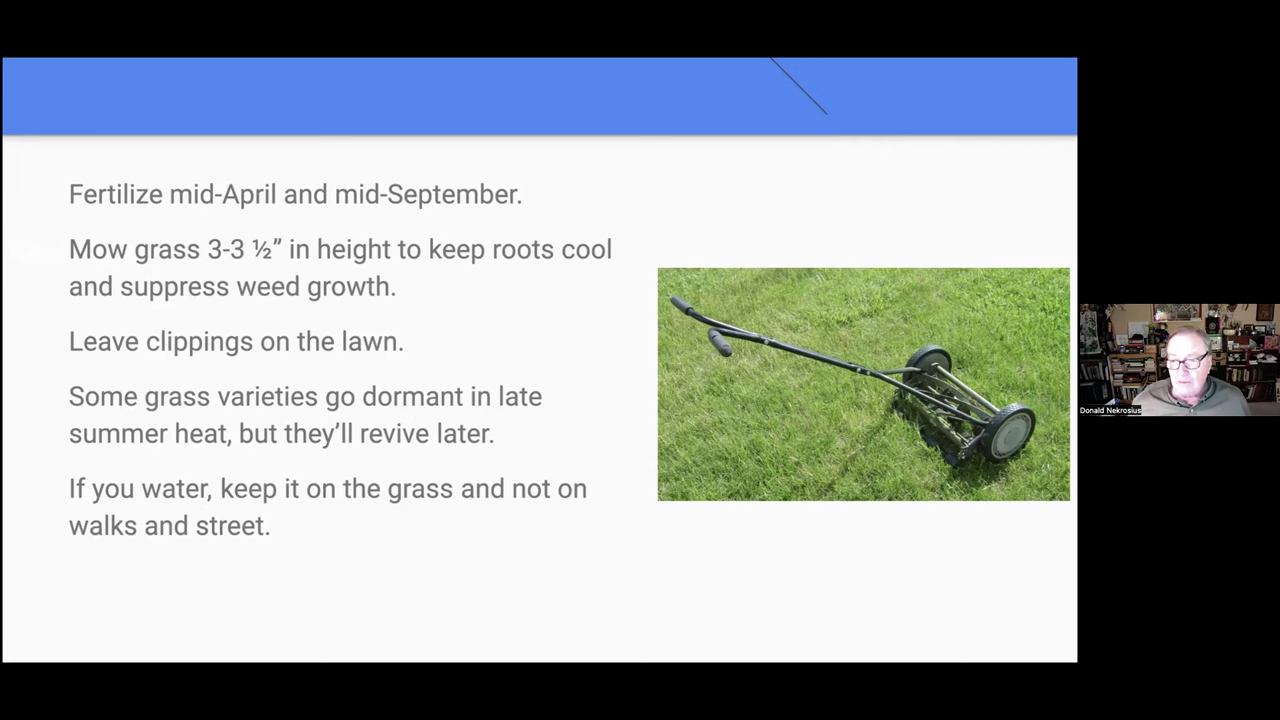 Fertilize mid-April and mid-September.
Mow grass 3-3 ½” in height to keep roots cool
and suppress weed growth.
Leave clippings on the lawn.
Some grass varieties go dormant in late
summer heat, but they’ll revive later.
If you water, keep it on the grass and not on
walks and street.
Donald Nekrosius